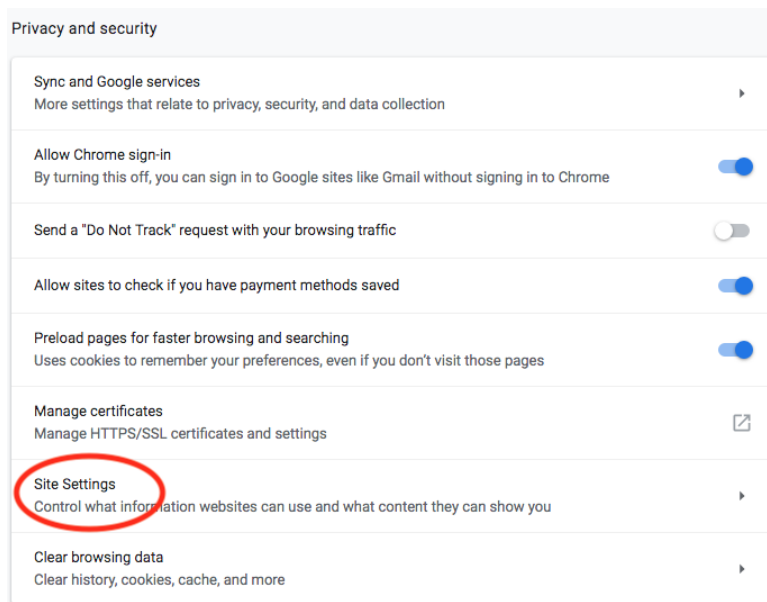 Privacy and security
Sync and Google services
More settings that relate to privacy, security, and data collection
Allow Chrome sign-in
By turning this off, you can sign in to Google sites like Gmail without signing in to Chrome
Send a "Do Not Track" request with your browsing traffic
Allow sites to check if you have payment methods saved
Preload pages for faster browsing and searching
Uses cookies to remember your preferences, even if you don't visit those pages
Manage certificates
Manage HTTPS/SSL certificates and settings
Site Settings
Control what information websites can use and what content they can show you
Clear browsing data
Clear history, cookies, cache, and more